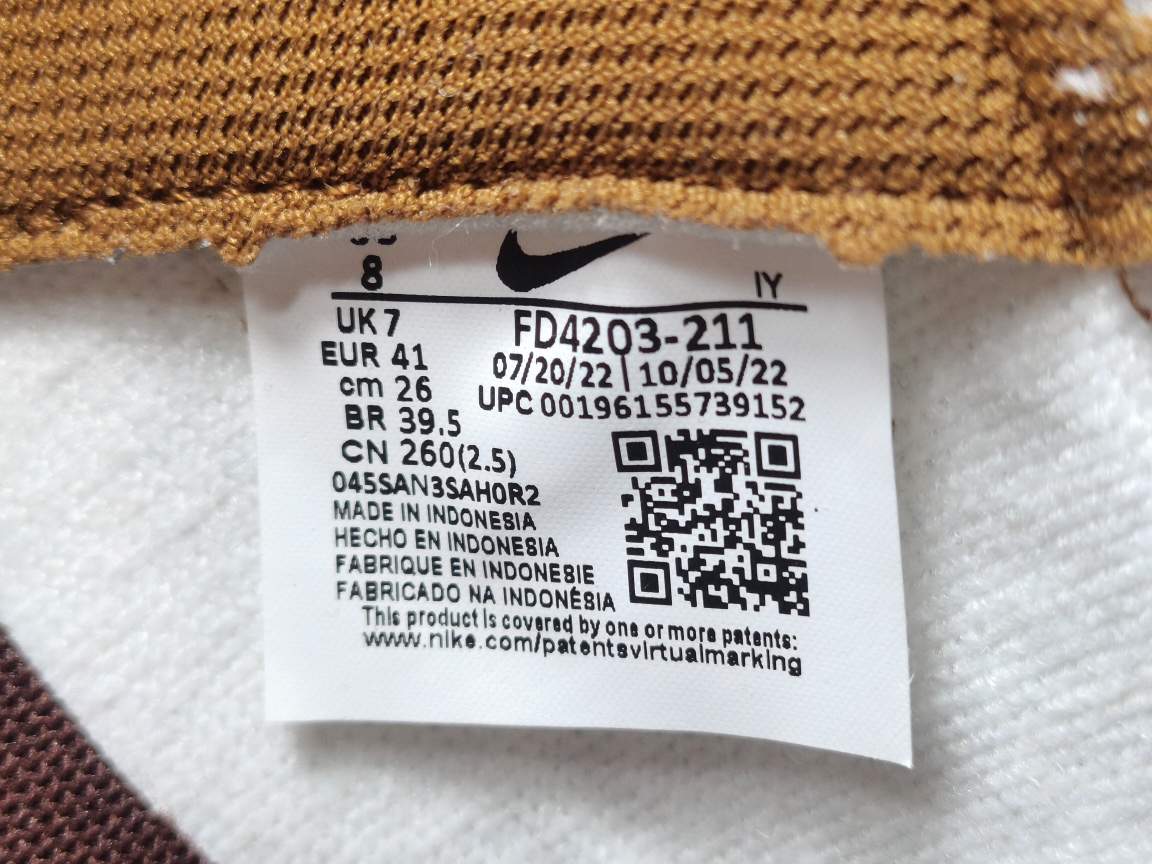 8
IY
UK 7
EUR 41
cm 26
BR 39.5
CN 260(2.5)
FD4203-211
07/20/22 | 10/05/22
UPC 00196155739152
045SAN3SAH0R2
MADE IN INDONESIA
HECHO EN INDONESIA
FABRIQUE EN INDONESIE
FABRICADO NA INDONÉSIA
This product is covered by one or more patents:
www.nike.com/patentsvirtualmarking